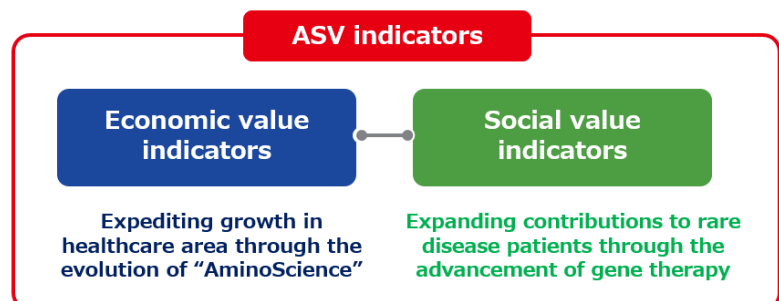 ASV indicators
Economic value
indicators
Social value
indicators
Expediting growth in
healthcare area through the
evolution of “AminoScience”
Expanding contributions to rare
disease patients through the
advancement of gene therapy